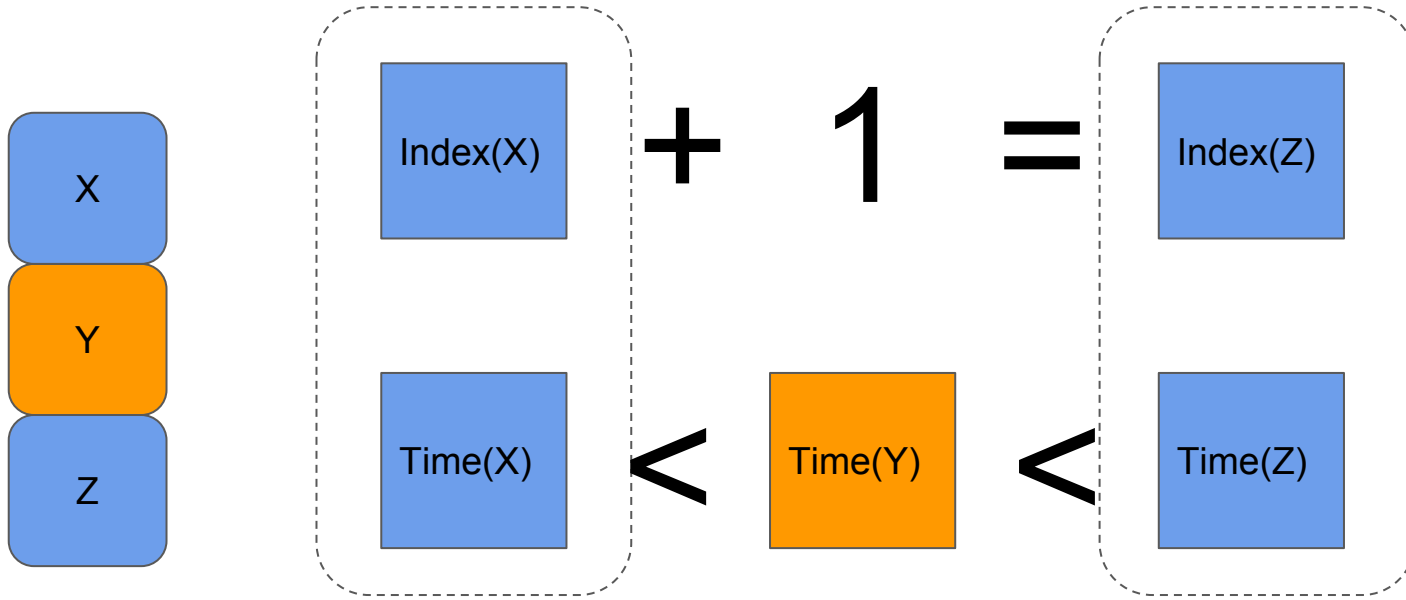 X
Y
Z
Index(X) + 1 = Index(Z)
Time(X) < Time(Y) < Time(Z)